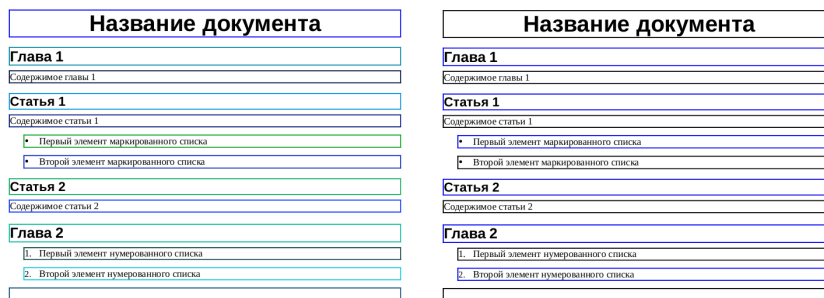 Название документа
Глава 1
Содержимое главы 1
Статья 1
Содержимое статьи 1
• Первый элемент маркированного списка
• Второй элемент маркированного списка
Статья 2
Содержимое статьи 2
Глава 2
1. Первый элемент нумерованного списка
2. Второй элемент нумерованного списка
Название документа
Глава 1
Содержимое главы 1
Статья 1
Содержимое статьи 1
• Первый элемент маркированного списка
• Второй элемент маркированного списка
Статья 2
Содержимое статьи 2
Глава 2
1. Первый элемент нумерованного списка
2. Второй элемент нумерованного списка